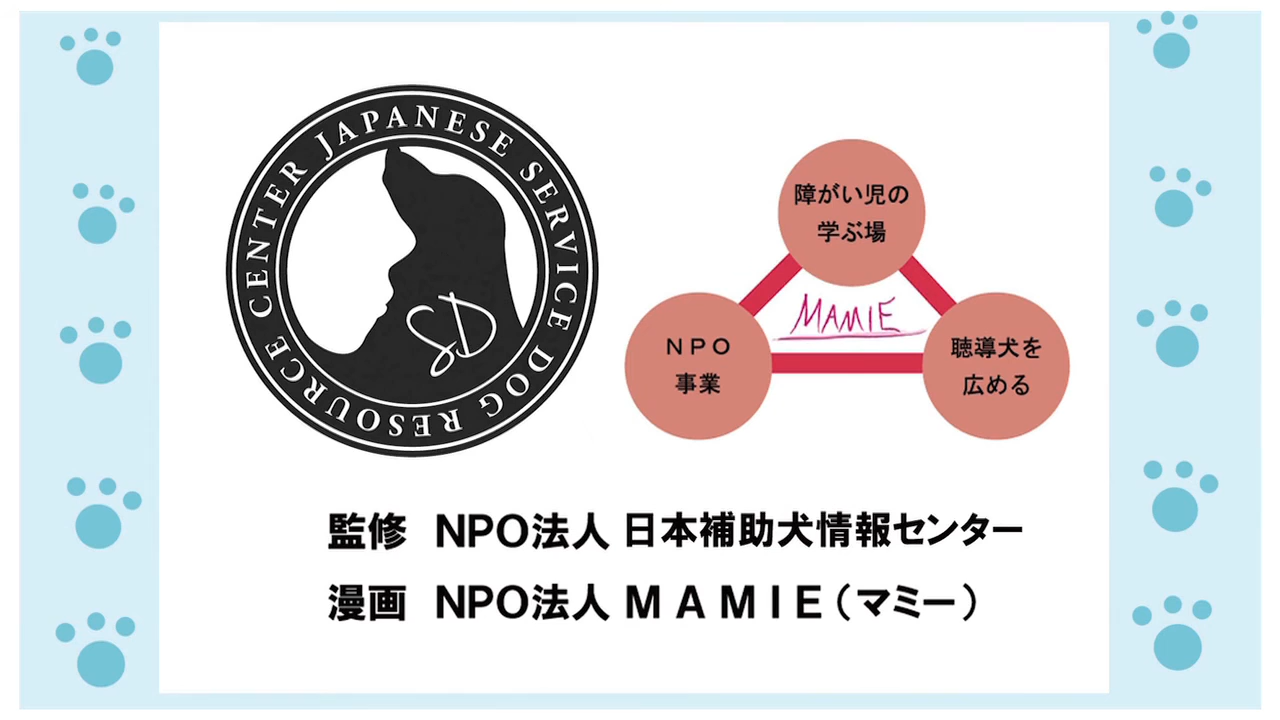 JAPANESE SERVICE DOG RESOURCE CENTER
SD
障がい児の
学ぶ場
MAMIE
NPO
事業
聴導犬を
広める
監修 NPO法人 日本補助犬情報センター
漫画 NPO法人 MAMIE(マミー)